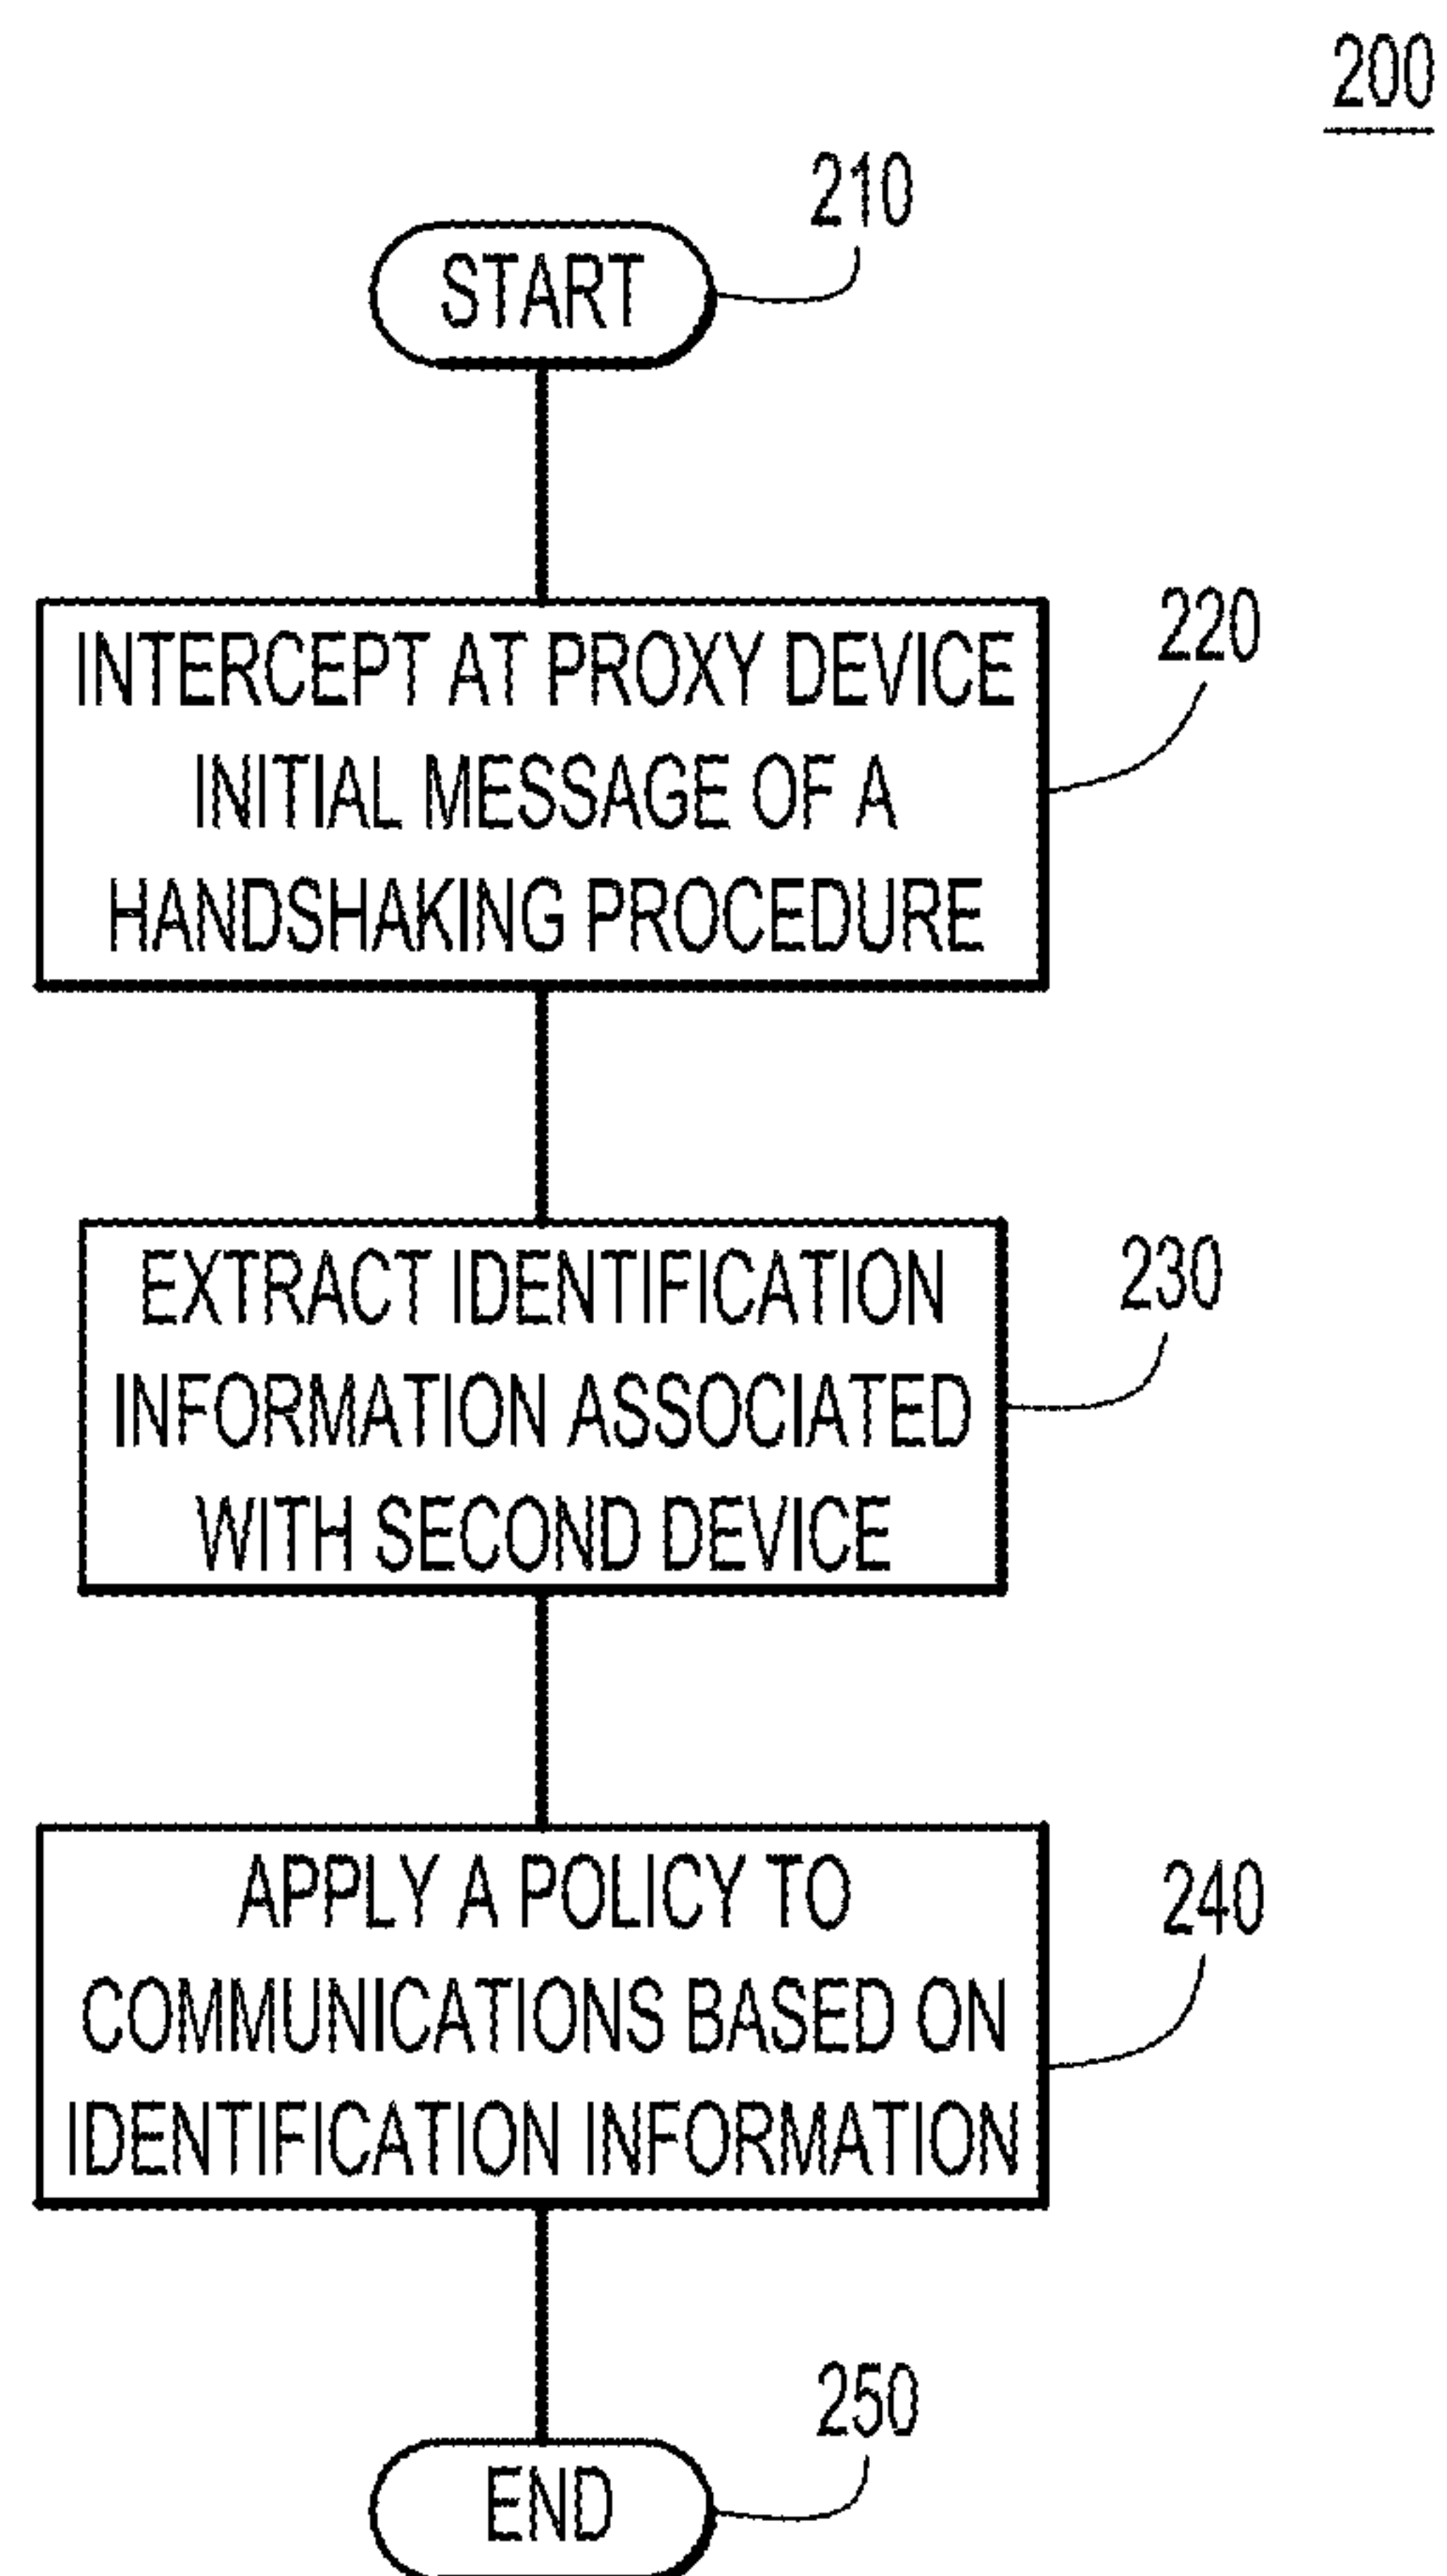 200
210
START
220
INTERCEPT AT PROXY DEVICE
INITIAL MESSAGE OF A
HANDSHAKING PROCEDURE
230
EXTRACT IDENTIFICATION
INFORMATION ASSOCIATED
WITH SECOND DEVICE
240
APPLY A POLICY TO
COMMUNICATIONS BASED ON
IDENTIFICATION INFORMATION
250
END